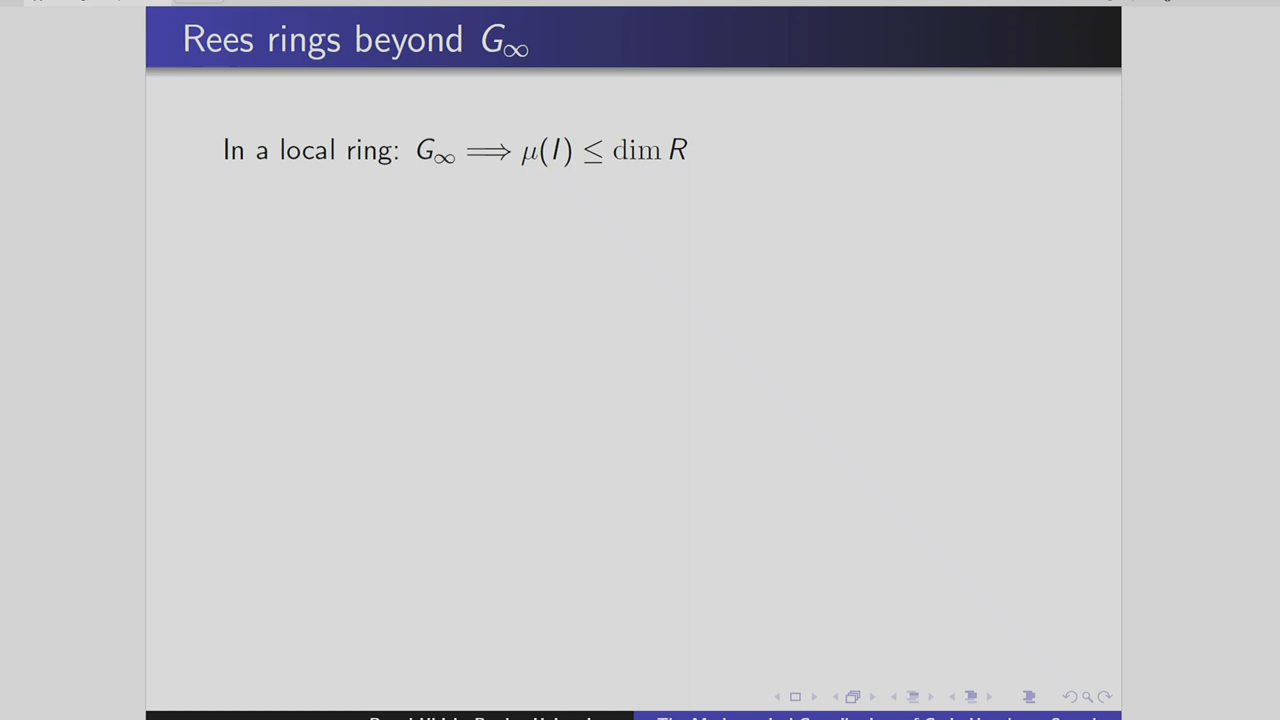 Rees rings beyond G∞
In a local ring: G∞ ⟹ μ(I) ≤ dim R